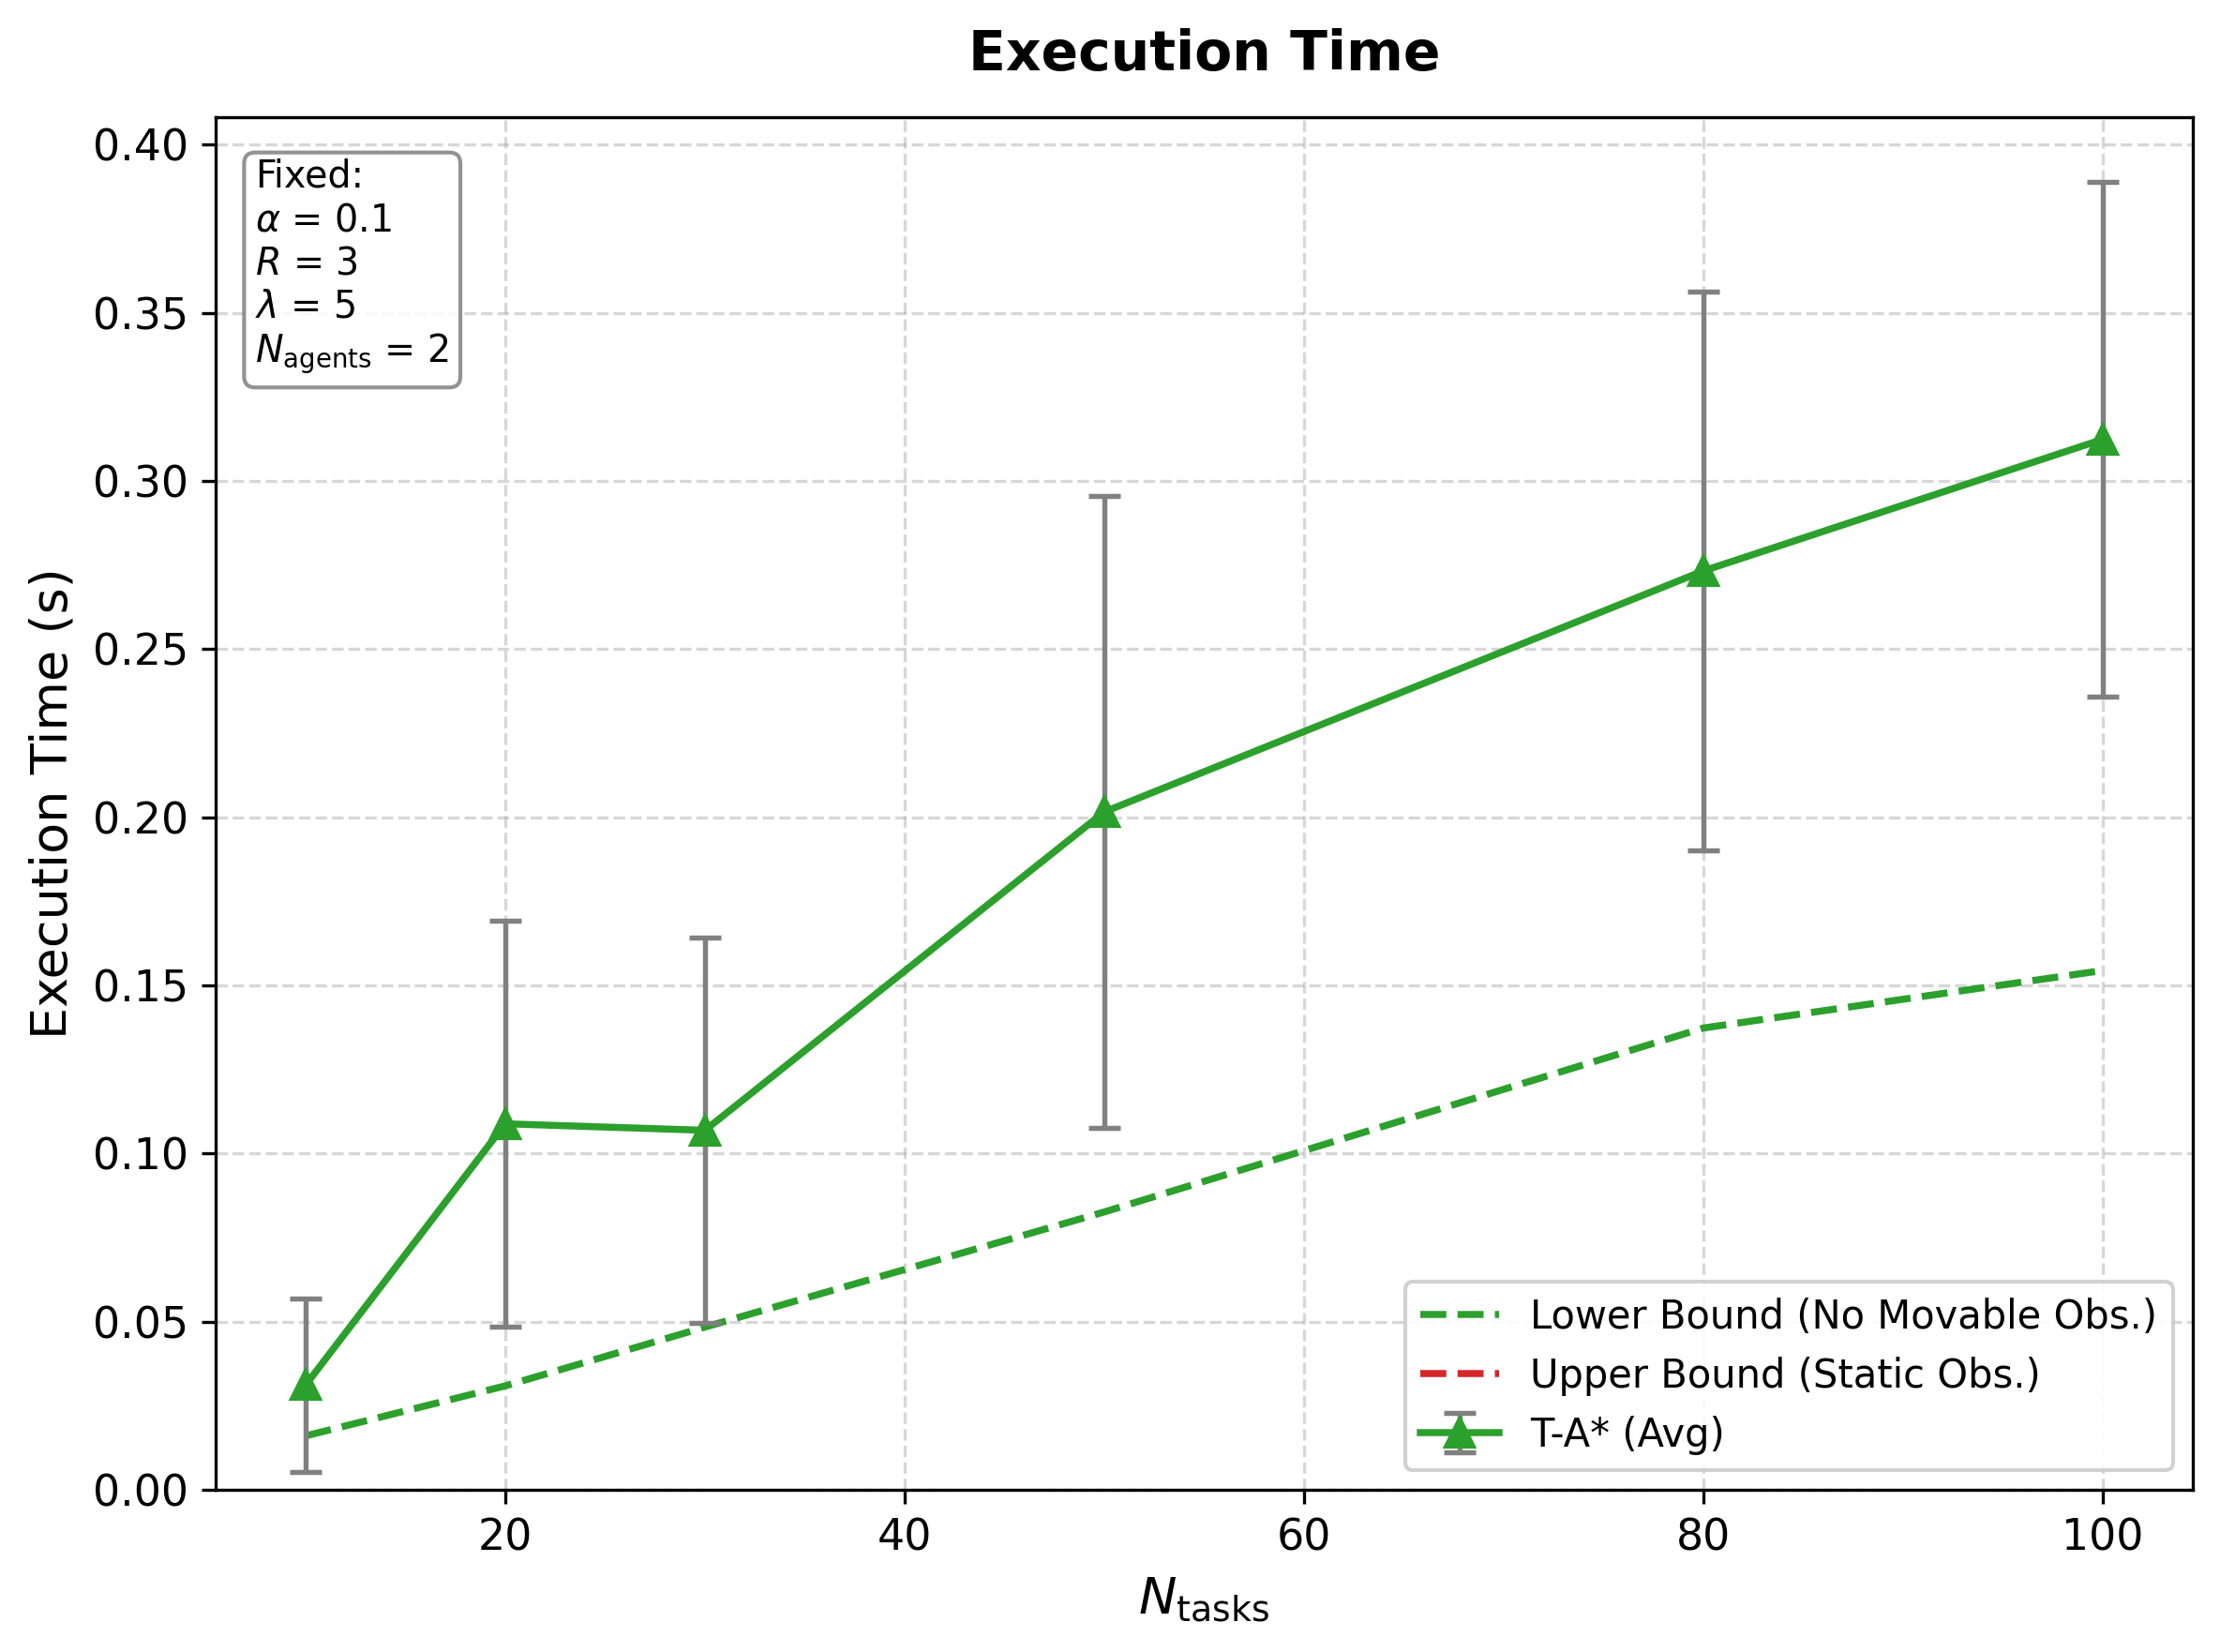 Execution Time
Fixed:
α = 0.1
R = 3
λ = 5
N_agents = 2
Execution Time (s)
0.40
0.35
0.30
0.25
0.20
0.15
0.10
0.05
0.00
20
40
60
80
100
N_tasks
Lower Bound (No Movable Obs.)
Upper Bound (Static Obs.)
T-A* (Avg)